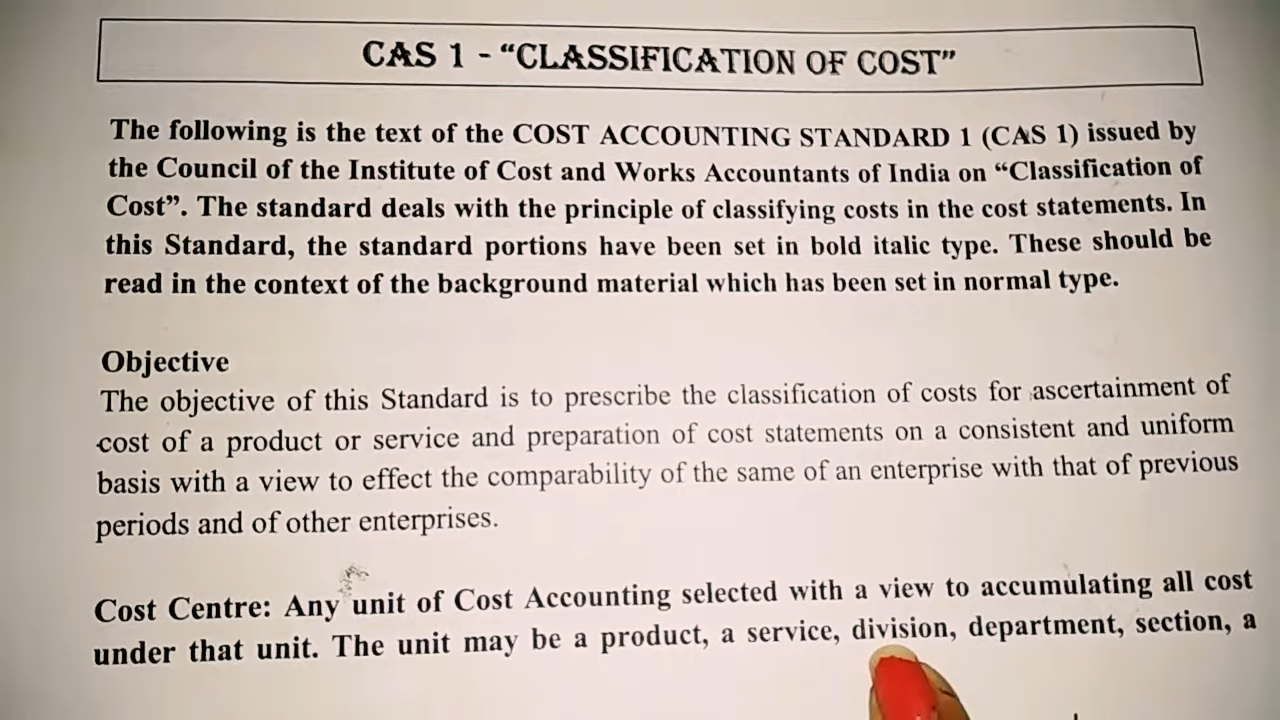 CAS 1 - “CLASSIFICATION OF COST”
The following is the text of the COST ACCOUNTING STANDARD 1 (CAS 1) issued by
the Council of the Institute of Cost and Works Accountants of India on “Classification of
Cost”. The standard deals with the principle of classifying costs in the cost statements. In
this Standard, the standard portions have been set in bold italic type. These should be
read in the context of the background material which has been set in normal type.
Objective
The objective of this Standard is to prescribe the classification of costs for ascertainment of
cost of a product or service and preparation of cost statements on a consistent and uniform
basis with a view to effect the comparability of the same of an enterprise with that of previous
periods and of other enterprises.
Cost Centre: Any unit of Cost Accounting selected with a view to accumulating all cost
under that unit. The unit may be a product, a service, division, department, section, a